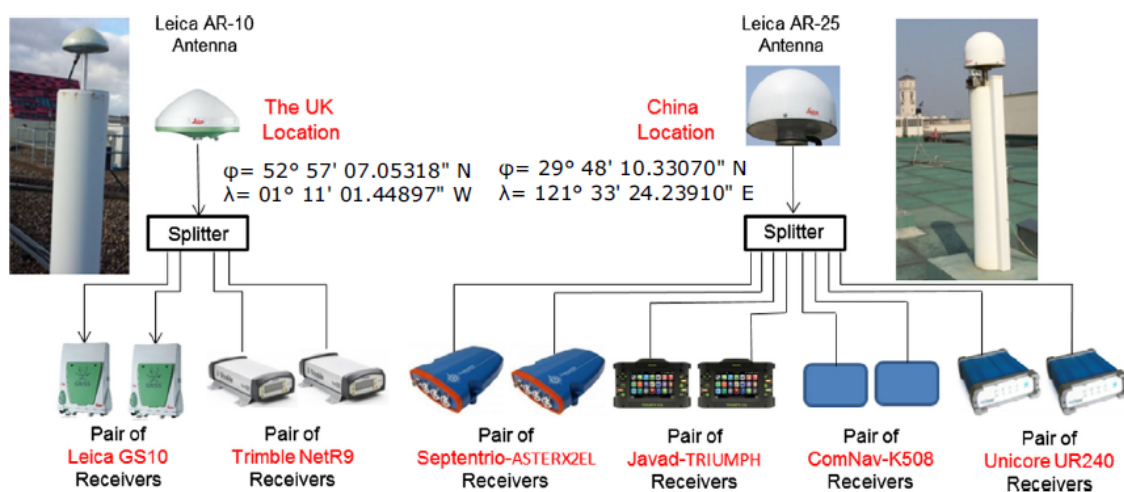 Leica AR-10
Antenna
The UK
Location
φ= 52° 57' 07.05318" N
λ= 01° 11' 01.44897" W
Splitter
Leica AR-25
Antenna
China
Location
φ= 29° 48' 10.33070" N
λ= 121° 33' 24.23910" E
Splitter
Pair of
Leica GS10
Receivers
Pair of
Trimble NetR9
Receivers
Pair of
Septentrio-ASTERX2EL
Receivers
Pair of
Javad-TRIUMPH
Receivers
Pair of
ComNav-K508
Receivers
Pair of
Unicore UR240
Receivers